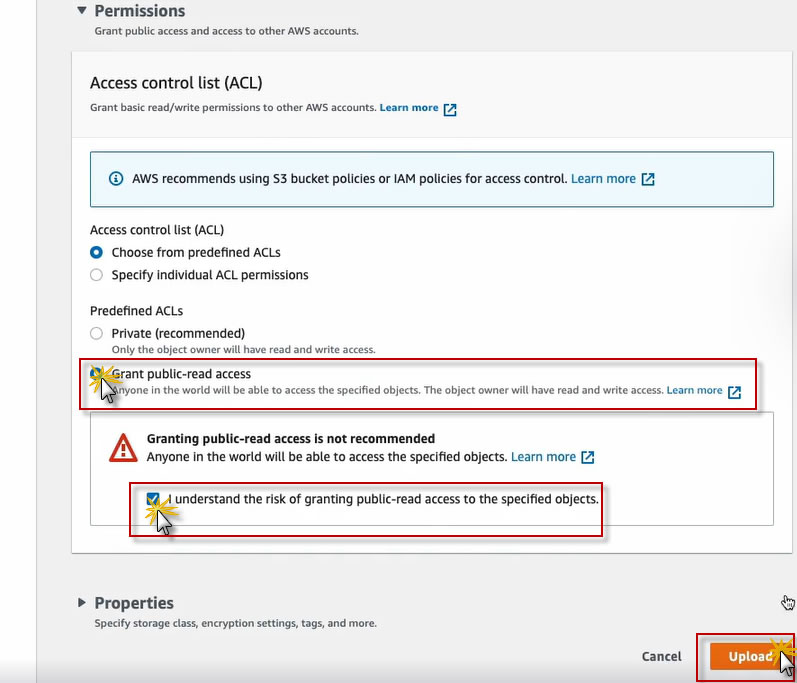 Permissions
Grant public access and access to other AWS accounts.
Access control list (ACL)
Grant basic read/write permissions to other AWS accounts. Learn more
AWS recommends using S3 bucket policies or IAM policies for access control. Learn more
Access control list (ACL)
Choose from predefined ACLs
Specify individual ACL permissions
Predefined ACLs
Private (recommended)
Only the object owner will have read and write access.
Grant public-read access
Anyone in the world will be able to access the specified objects. The object owner will have read and write access. Learn more
Granting public-read access is not recommended
Anyone in the world will be able to access the specified objects. Learn more
I understand the risk of granting public-read access to the specified objects.
Properties
Specify storage class, encryption settings, tags, and more.
Cancel
Upload